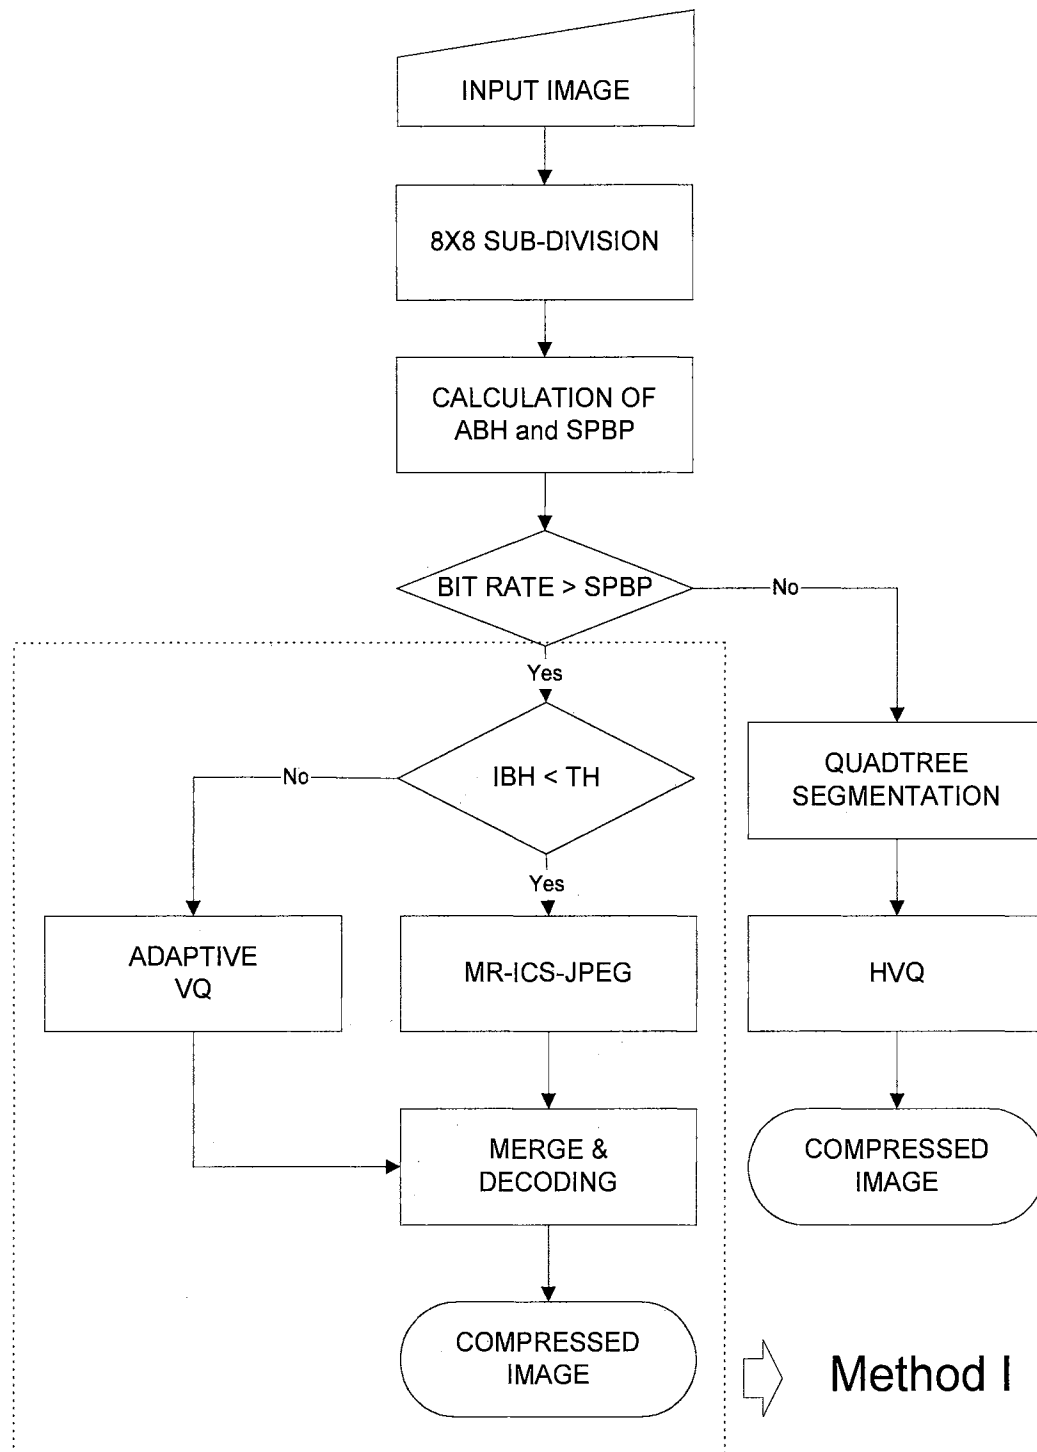 INPUT IMAGE
8X8 SUB-DIVISION
CALCULATION OF
ABH and SPBP
BIT RATE > SPBP
No
Yes
IBH < TH
No
Yes
QUADTREE
SEGMENTATION
ADAPTIVE
VQ
MR-ICS-JPEG
HVQ
MERGE &
DECODING
COMPRESSED
IMAGE
COMPRESSED
IMAGE
Method I